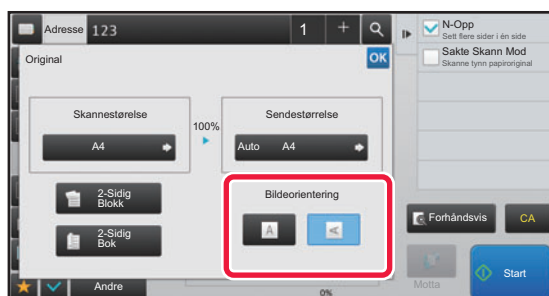 Adresse 123 1 +
Original OK
Skannestørelse
A4
100%
Sendestørrelse
Auto A4
2-Sidig
Blokk
2-Sidig
Bok
Bildeorientering
A A
Andre
0%
N-Opp
Sett flere sider i én side
Sakte Skann Mod
Skanne tynn papiroriginal
Forhåndsvis CA
Motta Start